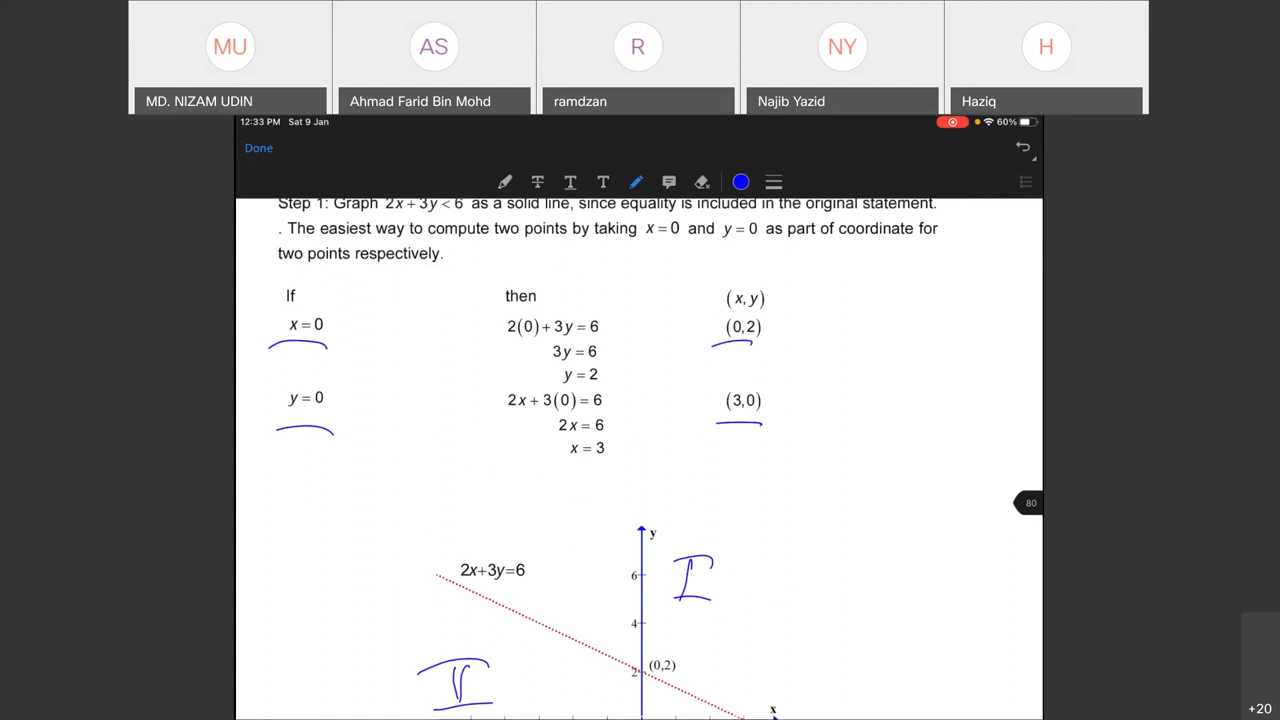 MU AS R NY H
MD. NIZAM UDIN Ahmad Farid Bin Mohd ramdzan Najib Yazid Haziq
12:33 PM Sat 9 Jan 60%
Done
Step 1: Graph 2x + 3y < 6 as a solid line, since equality is included in the original statement.
. The easiest way to compute two points by taking x = 0 and y = 0 as part of coordinate for
two points respectively.
If then (x, y)
x = 0 2(0) + 3y = 6 (0,2)
3y = 6
y = 2
y = 0 2x + 3(0) = 6 (3,0)
2x = 6
x = 3
80
y
2x+3y=6
6
I
4
(0,2)
2
II
x
+20